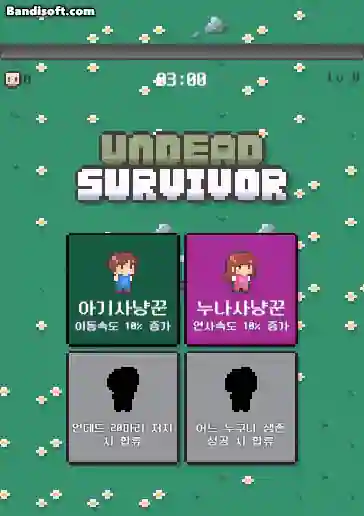 Bandisoft.com
03:00
Lv.0
UNDEAD
SURVIVOR
아기사냥꾼
이동속도 10% 증가
누나사냥꾼
연사속도 10% 증가
언데드 20마리 처치
시 합류
어느 누구나 생존
성공 시 합류